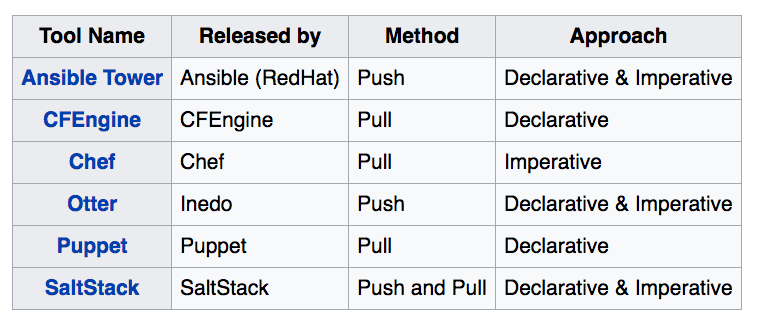 Tool Name Released by Method Approach
Ansible Tower Ansible (RedHat) Push Declarative & Imperative
CFEngine CFEngine Pull Declarative
Chef Chef Pull Imperative
Otter Inedo Push Declarative & Imperative
Puppet Puppet Pull Declarative
SaltStack SaltStack Push and Pull Declarative & Imperative